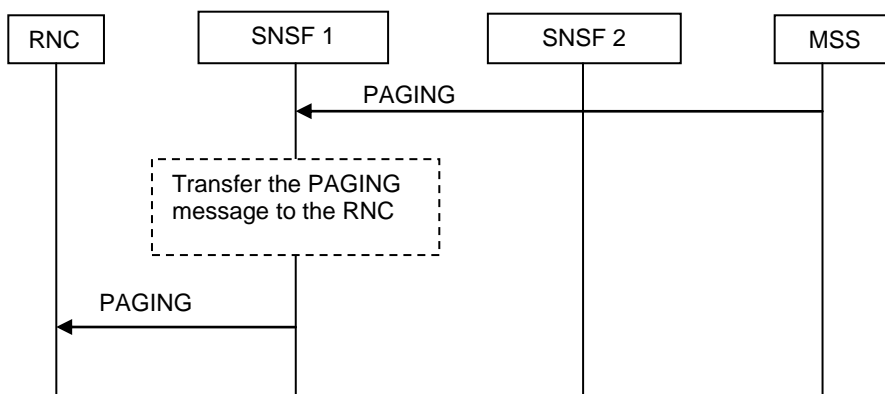 RNC
SNSF 1
SNSF 2
MSS
PAGING
Transfer the PAGING
message to the RNC
PAGING